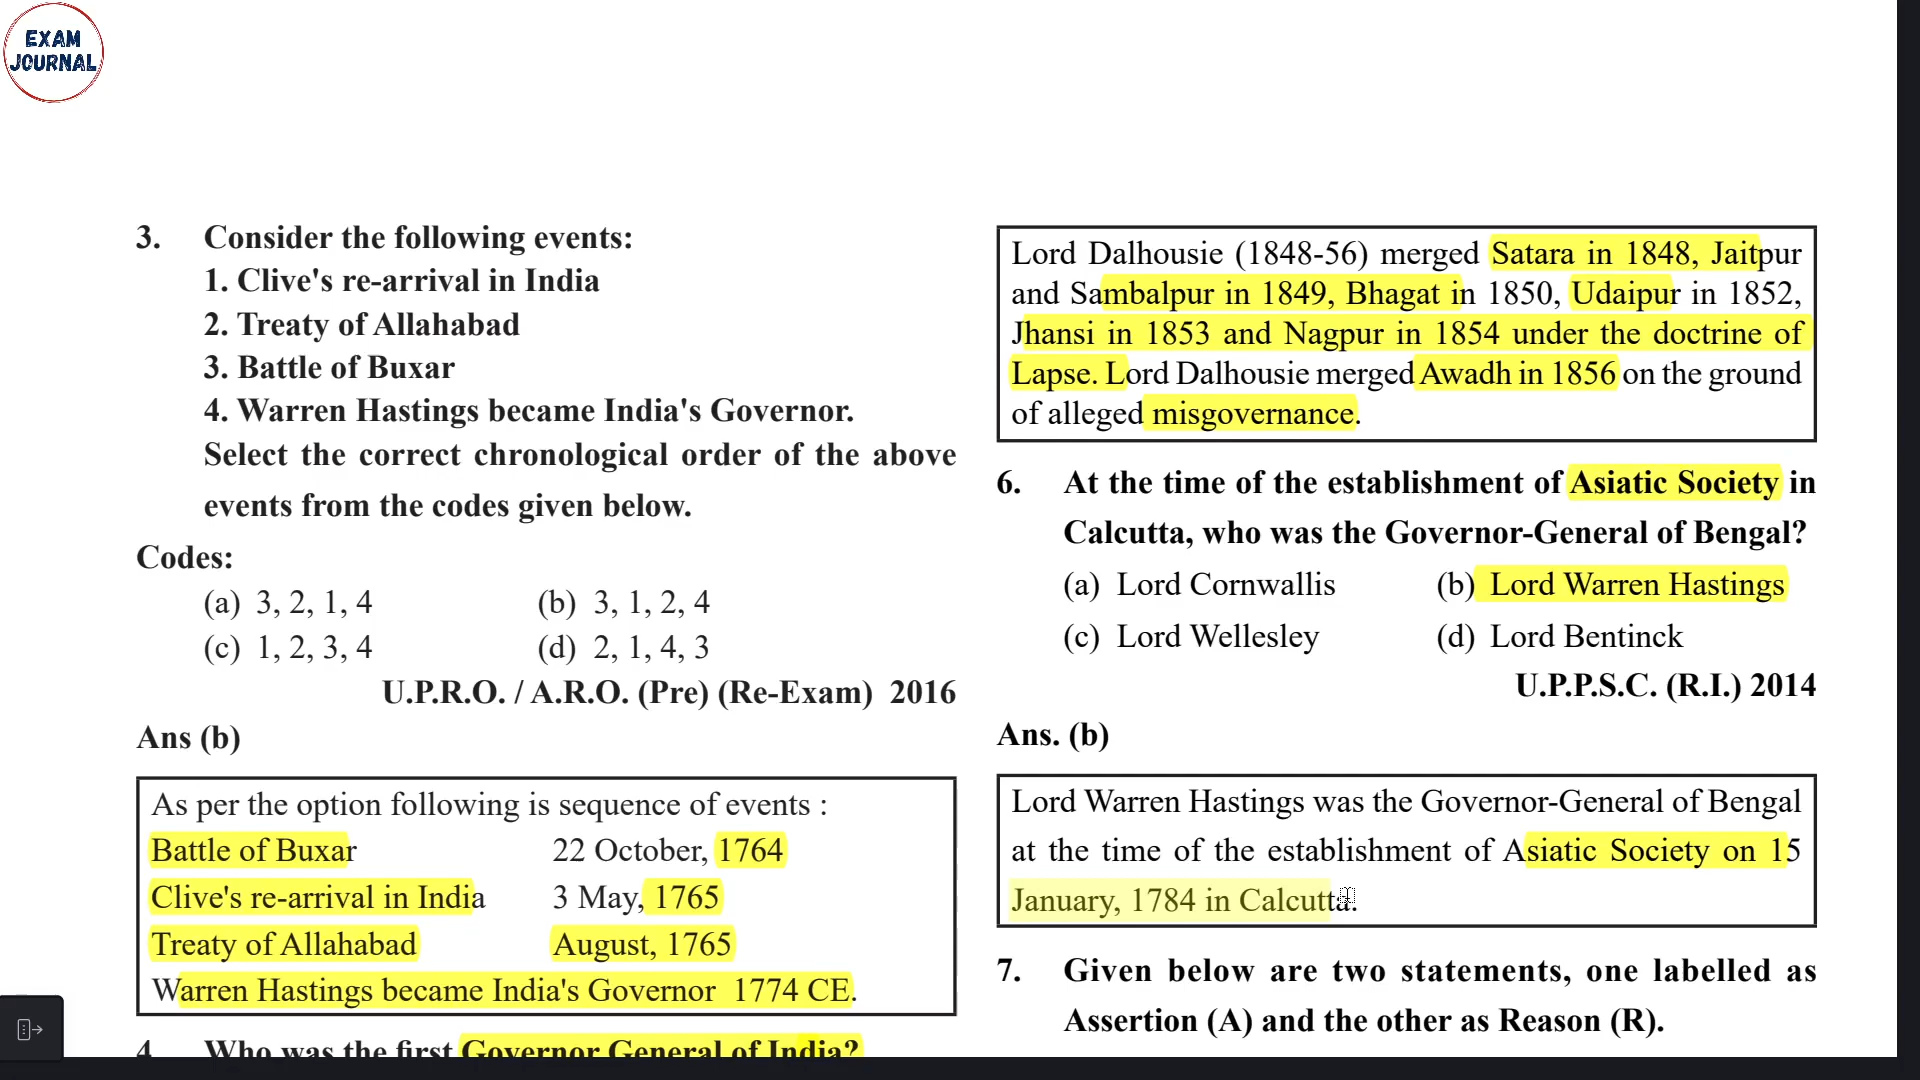 EXAM
JOURNAL
3. Consider the following events:
1. Clive's re-arrival in India
2. Treaty of Allahabad
3. Battle of Buxar
4. Warren Hastings became India's Governor.
Select the correct chronological order of the above
events from the codes given below.
Codes:
(a) 3, 2, 1, 4 (b) 3, 1, 2, 4
(c) 1, 2, 3, 4 (d) 2, 1, 4, 3
U.P.R.O. / A.R.O. (Pre) (Re-Exam) 2016
Ans (b)
As per the option following is sequence of events :
Battle of Buxar 22 October, 1764
Clive's re-arrival in India 3 May, 1765
Treaty of Allahabad August, 1765
Warren Hastings became India's Governor 1774 CE.
4. Who was the first Governor General of India?
Lord Dalhousie (1848-56) merged Satara in 1848, Jaitpur
and Sambalpur in 1849, Bhagat in 1850, Udaipur in 1852,
Jhansi in 1853 and Nagpur in 1854 under the doctrine of
Lapse. Lord Dalhousie merged Awadh in 1856 on the ground
of alleged misgovernance.
6. At the time of the establishment of Asiatic Society in
Calcutta, who was the Governor-General of Bengal?
(a) Lord Cornwallis (b) Lord Warren Hastings
(c) Lord Wellesley (d) Lord Bentinck
U.P.P.S.C. (R.I.) 2014
Ans. (b)
Lord Warren Hastings was the Governor-General of Bengal
at the time of the establishment of Asiatic Society on 15
January, 1784 in Calcutta.
7. Given below are two statements, one labelled as
Assertion (A) and the other as Reason (R).